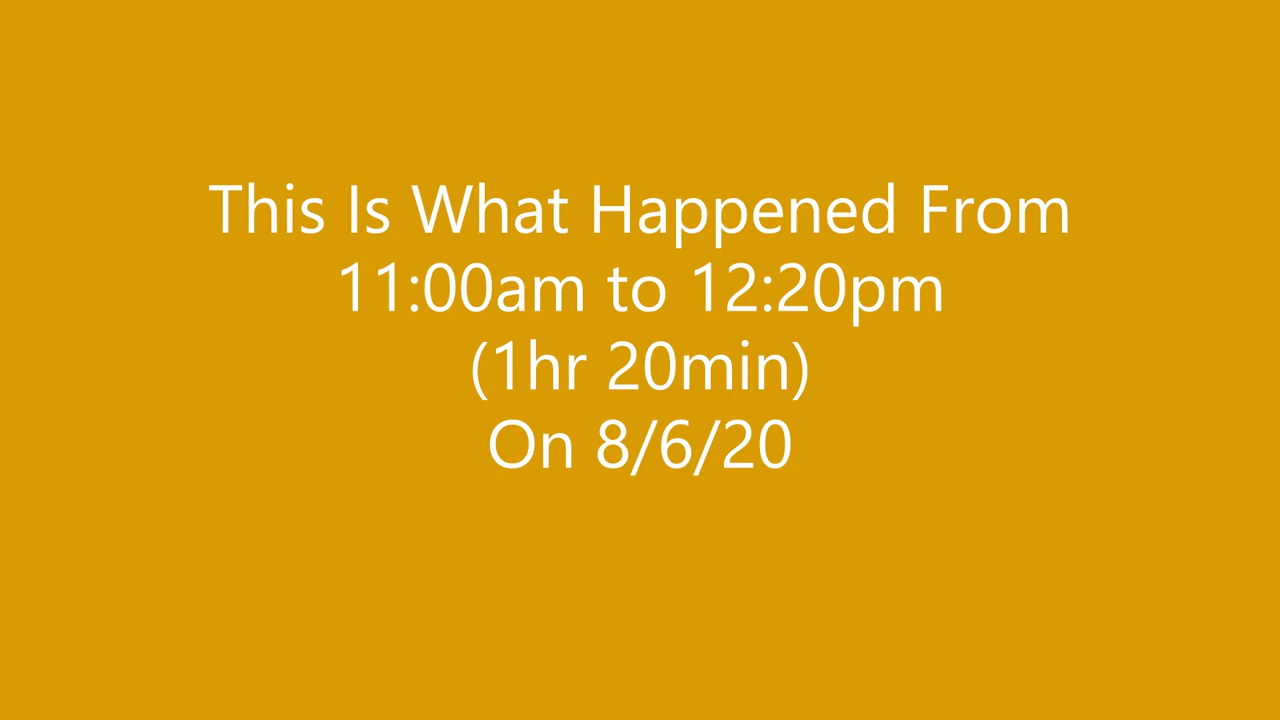 This Is What Happened From
11:00am to 12:20pm
(1hr 20min)
On 8/6/20